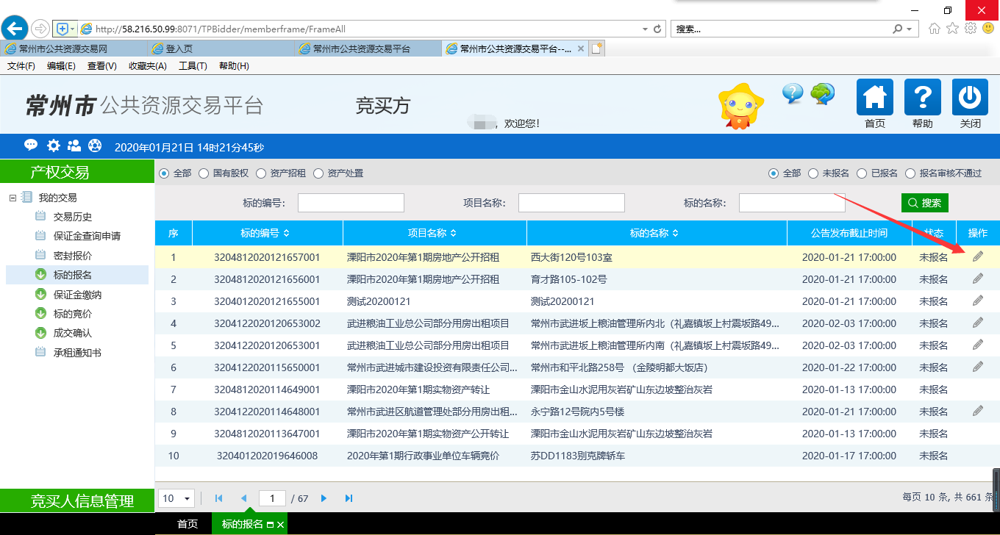 http://58.216.50.99:8071/TPBidder/memberframe/FrameAll 搜索...
常州市公共资源交易网 登入页 常州市公共资源交易平台 常州市公共资源交易平台--...
文件(F) 编辑(E) 查看(V) 收藏夹(A) 工具(T) 帮助(H)
常州市公共资源交易平台 竞买方
，欢迎您!
首页 帮助 关闭
2020年01月21日 14时21分45秒
产权交易
全部 国有股权 资产招租 资产处置 全部 未报名 已报名 报名审核不通过
我的交易
交易历史
保证金查询申请
密封报价
标的报名
保证金缴纳
标的竞价
成交确认
承租通知书
标的编号: 项目名称: 标的名称: 搜索
序 标的编号 项目名称 标的名称 公告发布截止时间 状态 操作
1 3204812020121657001 溧阳市2020年第1期房地产公开招租 西大街120号103室 2020-01-21 17:00:00 未报名
2 3204812020121656001 溧阳市2020年第1期房地产公开招租 育才路105-102号 2020-01-21 17:00:00 未报名
3 3204012020121655001 测试20200121 测试20200121 2020-01-21 17:00:00 未报名
4 3204122020120653002 武进粮油工业总公司部分用房出租项目 常州市武进坂上粮油管理所内北（礼嘉镇坂上村震坂路49... 2020-02-03 17:00:00 未报名
5 3204122020120653001 武进粮油工业总公司部分用房出租项目 常州市武进坂上粮油管理所内南（礼嘉镇坂上村震坂路49... 2020-02-03 17:00:00 未报名
6 3204122020115650001 常州市武进城市建设投资有限责任公司... 常州市和平北路258号 （金陵明都大饭店） 2020-01-22 17:00:00 未报名
7 3204812020114649001 溧阳市2020年第1期实物资产转让 溧阳市金山水泥用灰岩矿山东边坡整治灰岩 2020-01-13 17:00:00 未报名
8 3204122020114648001 常州市武进区航道管理处部分用房出租... 永宁路12号院内5号楼 2020-01-21 17:00:00 未报名
9 3204812020113647001 溧阳市2020年第1期实物资产公开转让 溧阳市金山水泥用灰岩矿山东边坡整治灰岩 2020-01-13 17:00:00 未报名
10 320401202019646008 2020年第1期行政事业单位车辆竞价 苏DD1183别克牌轿车 2020-01-17 17:00:00 未报名
竞买人信息管理
10 1 / 67 每页 10 条, 共 661 条
首页 标的报名